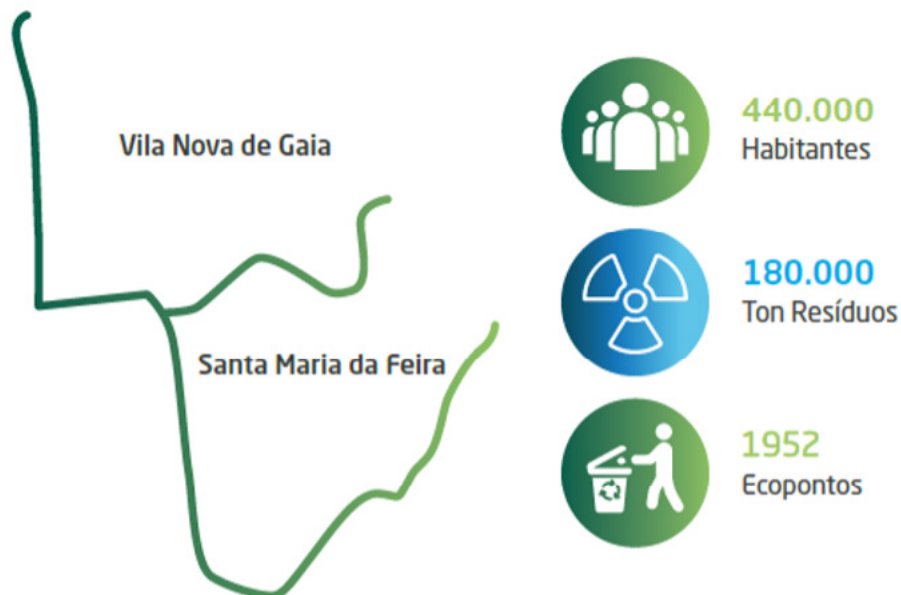 Vila Nova de Gaia
Santa Maria da Feira
440.000
Habitantes
180.000
Ton Resíduos
1952
Ecopontos